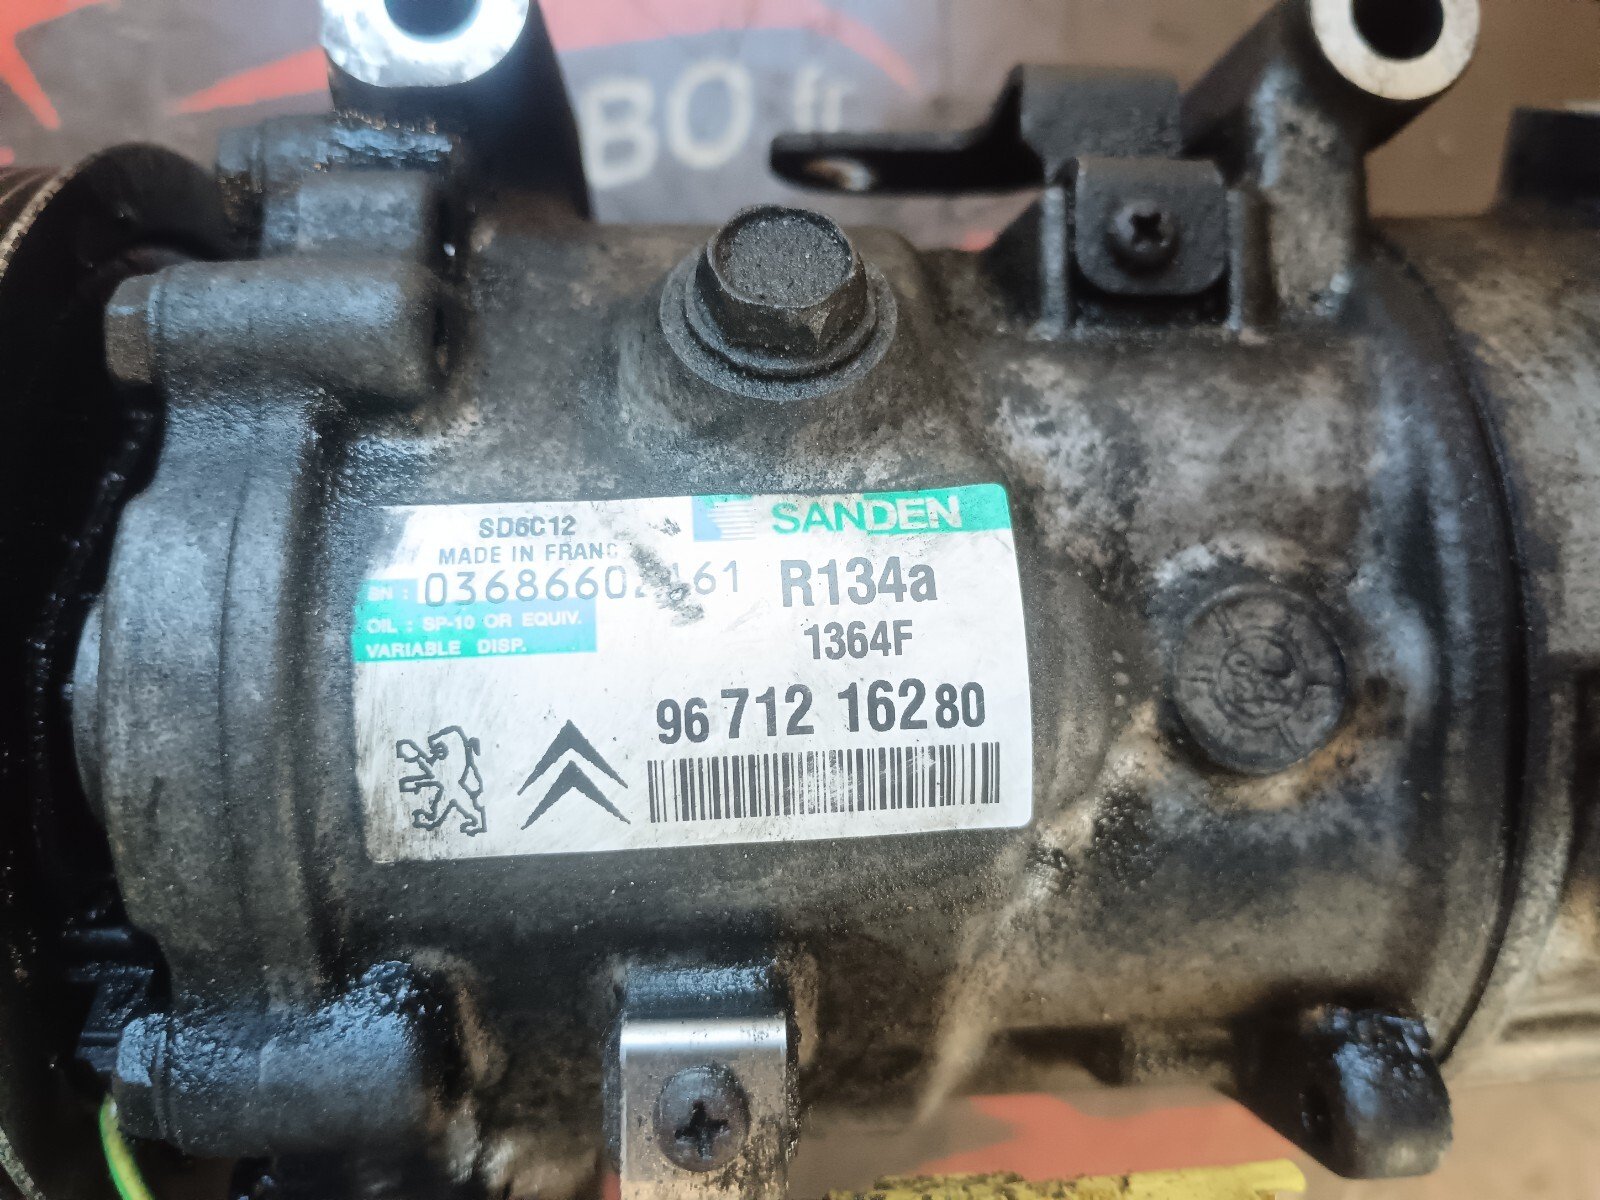 BO.fr
SD6C12
SANDEN
MADE IN FRANC
SN :
R134a
OIL : SP-10 OR EQUIV.
VARIABLE DISP.
1364F
96 712 162 80